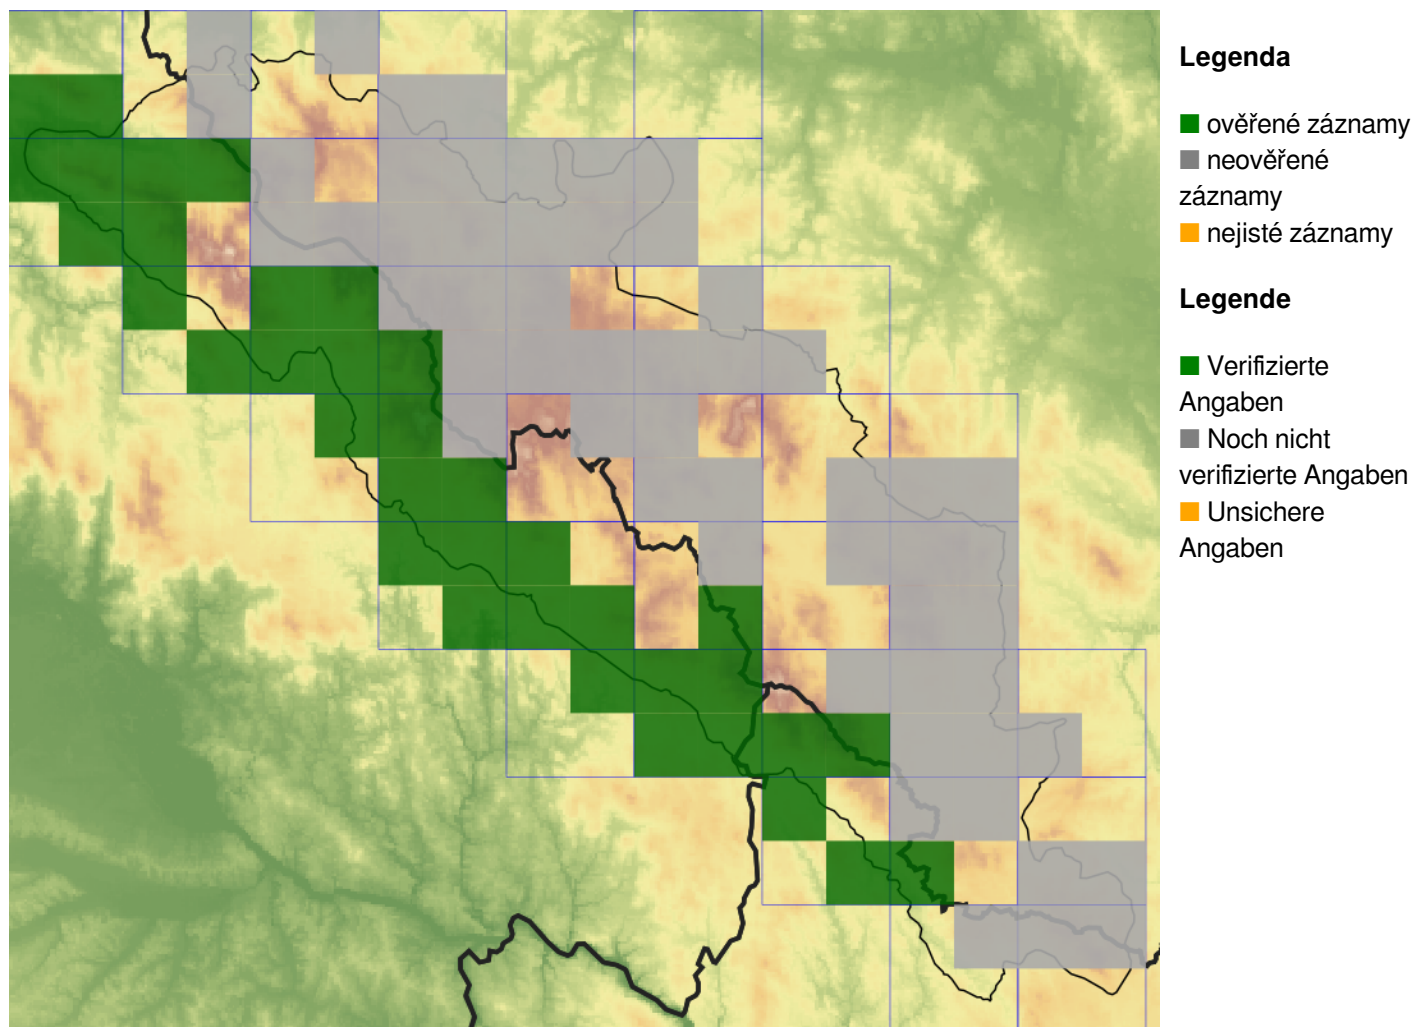 Legenda
ověřené záznamy
neověřené
záznamy
nejisté záznamy
Legende
Verifizierte
Angaben
Noch nicht
verifizierte Angaben
Unsichere
Angaben